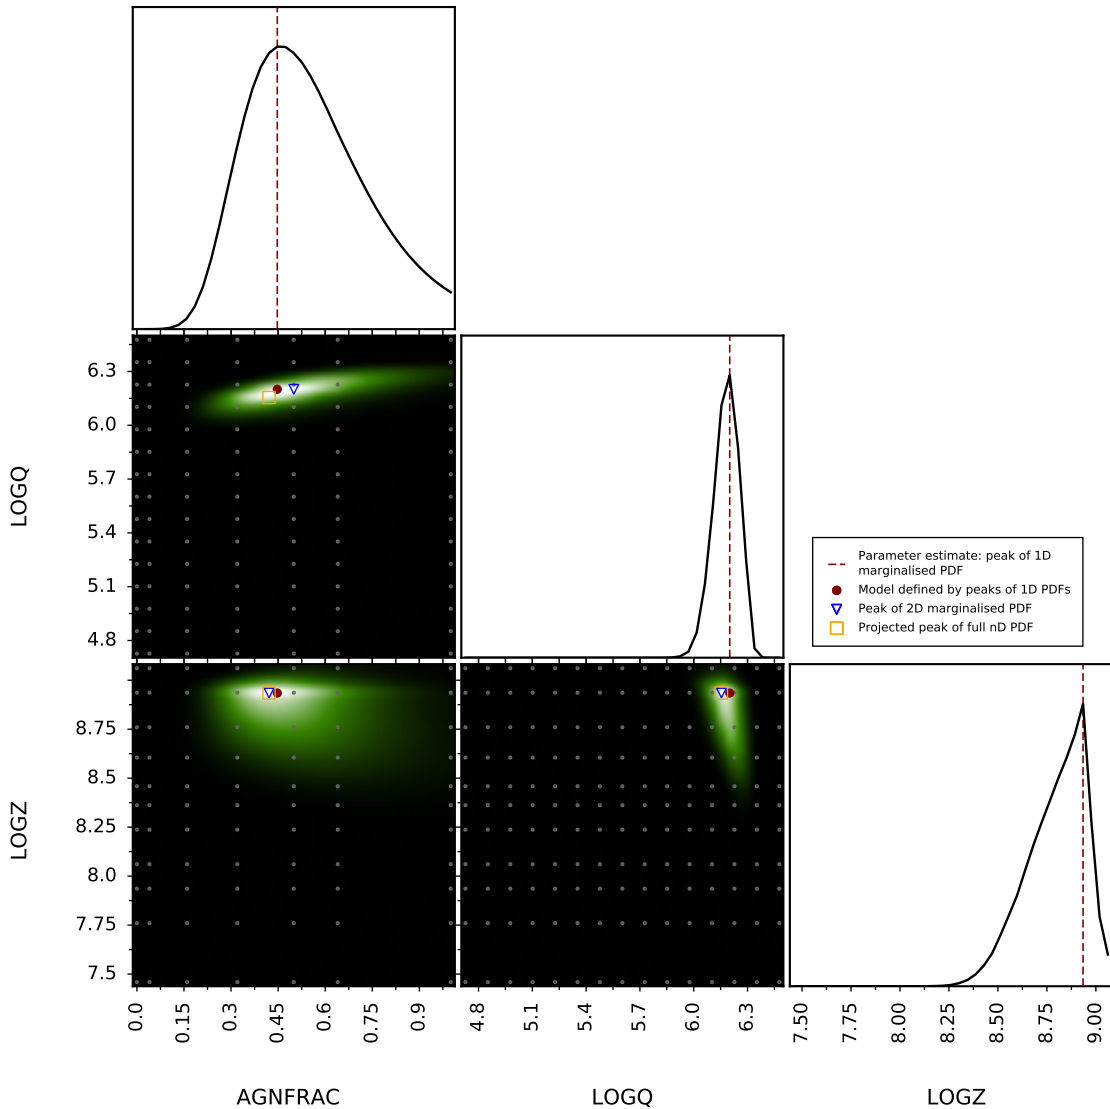 6.3
6.0
5.7
5.4
5.1
4.8
LOGQ
Parameter estimate: peak of 1D
marginalised PDF
Model defined by peaks of 1D PDFs
Peak of 2D marginalised PDF
Projected peak of full nD PDF
8.75
8.5
8.25
8.0
7.75
7.5
LOGZ
0.0 0.15 0.3 0.45 0.6 0.75 0.9
4.8 5.1 5.4 5.7 6.0 6.3
7.50 7.75 8.00 8.25 8.50 8.75 9.00
AGNFRAC
LOGQ
LOGZ